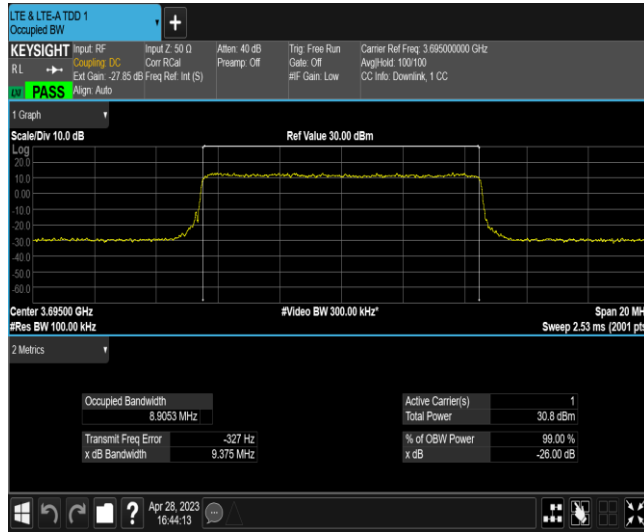 LTE & LTE-A TDD 1
Occupied BW
+
KEYSIGHT Input: RF Input Z: 50 Ω Atten: 40 dB Trig: Free Run Carrier Ref Freq: 3.695000000 GHz
RL Coupling: DC Corr RCal Preamp: Off Gate: Off Avg|Hold: 100/100
Ext Gain: -27.85 dB Freq Ref: Int (S) #IF Gain: Low CC Info: Downlink, 1 CC
LXI PASS Align: Auto
1 Graph
Scale/Div 10.0 dB Ref Value 30.00 dBm
Log
20.0
10.0
0.00
-10.0
-20.0
-30.0
-40.0
-50.0
-60.0
Center 3.69500 GHz #Video BW 300.00 kHz* Span 20 MH
#Res BW 100.00 kHz Sweep 2.53 ms (2001 pts
2 Metrics
Occupied Bandwidth Active Carrier(s) 1
8.9053 MHz Total Power 30.8 dBm
Transmit Freq Error -327 Hz % of OBW Power 99.00 %
x dB Bandwidth 9.375 MHz x dB -26.00 dB
? Apr 28, 2023
16:44:13